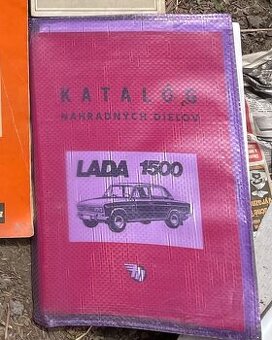 KATALÓG
NÁHRADNÝCH DIELOV
LADA 1500